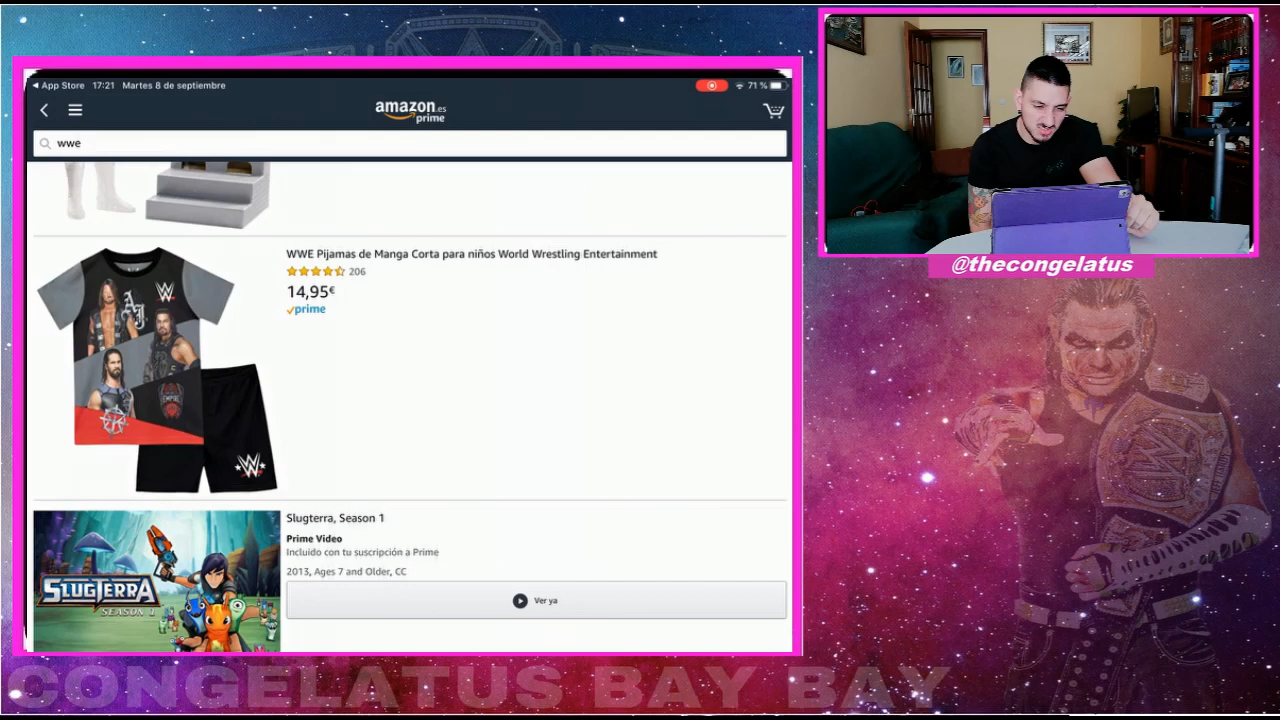 App Store 17:21 Martes 8 de septiembre
71 %
amazon.es
prime
wwe
WWE Pijamas de Manga Corta para niños World Wrestling Entertainment
206
14,95€
prime
AJ
W
EMPIRE
W
Slugterra, Season 1
Prime Video
Incluido con tu suscripción a Prime
2013, Ages 7 and Older, CC
Ver ya
SLUGTERRA
SEASON 1
@thecongelatus
CONGELATUS BAY BAY